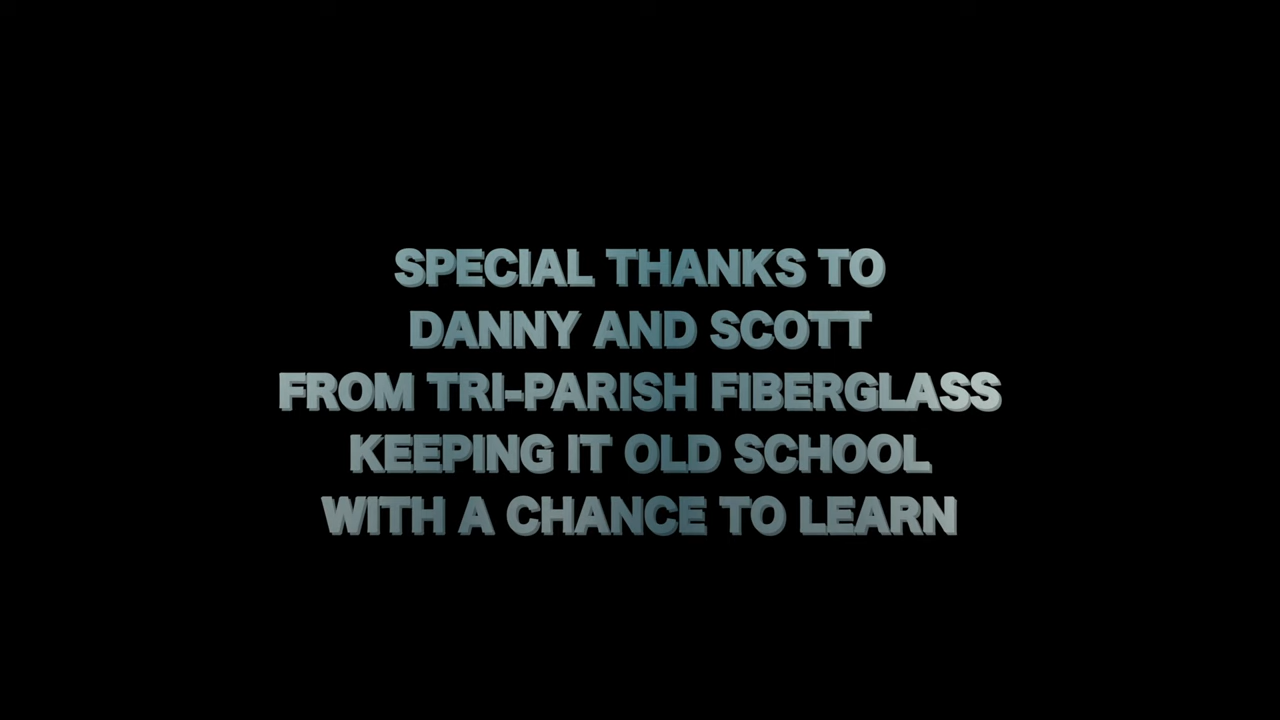 SPECIAL THANKS TO
DANNY AND SCOTT
FROM TRI-PARISH FIBERGLASS
KEEPING IT OLD SCHOOL
WITH A CHANCE TO LEARN